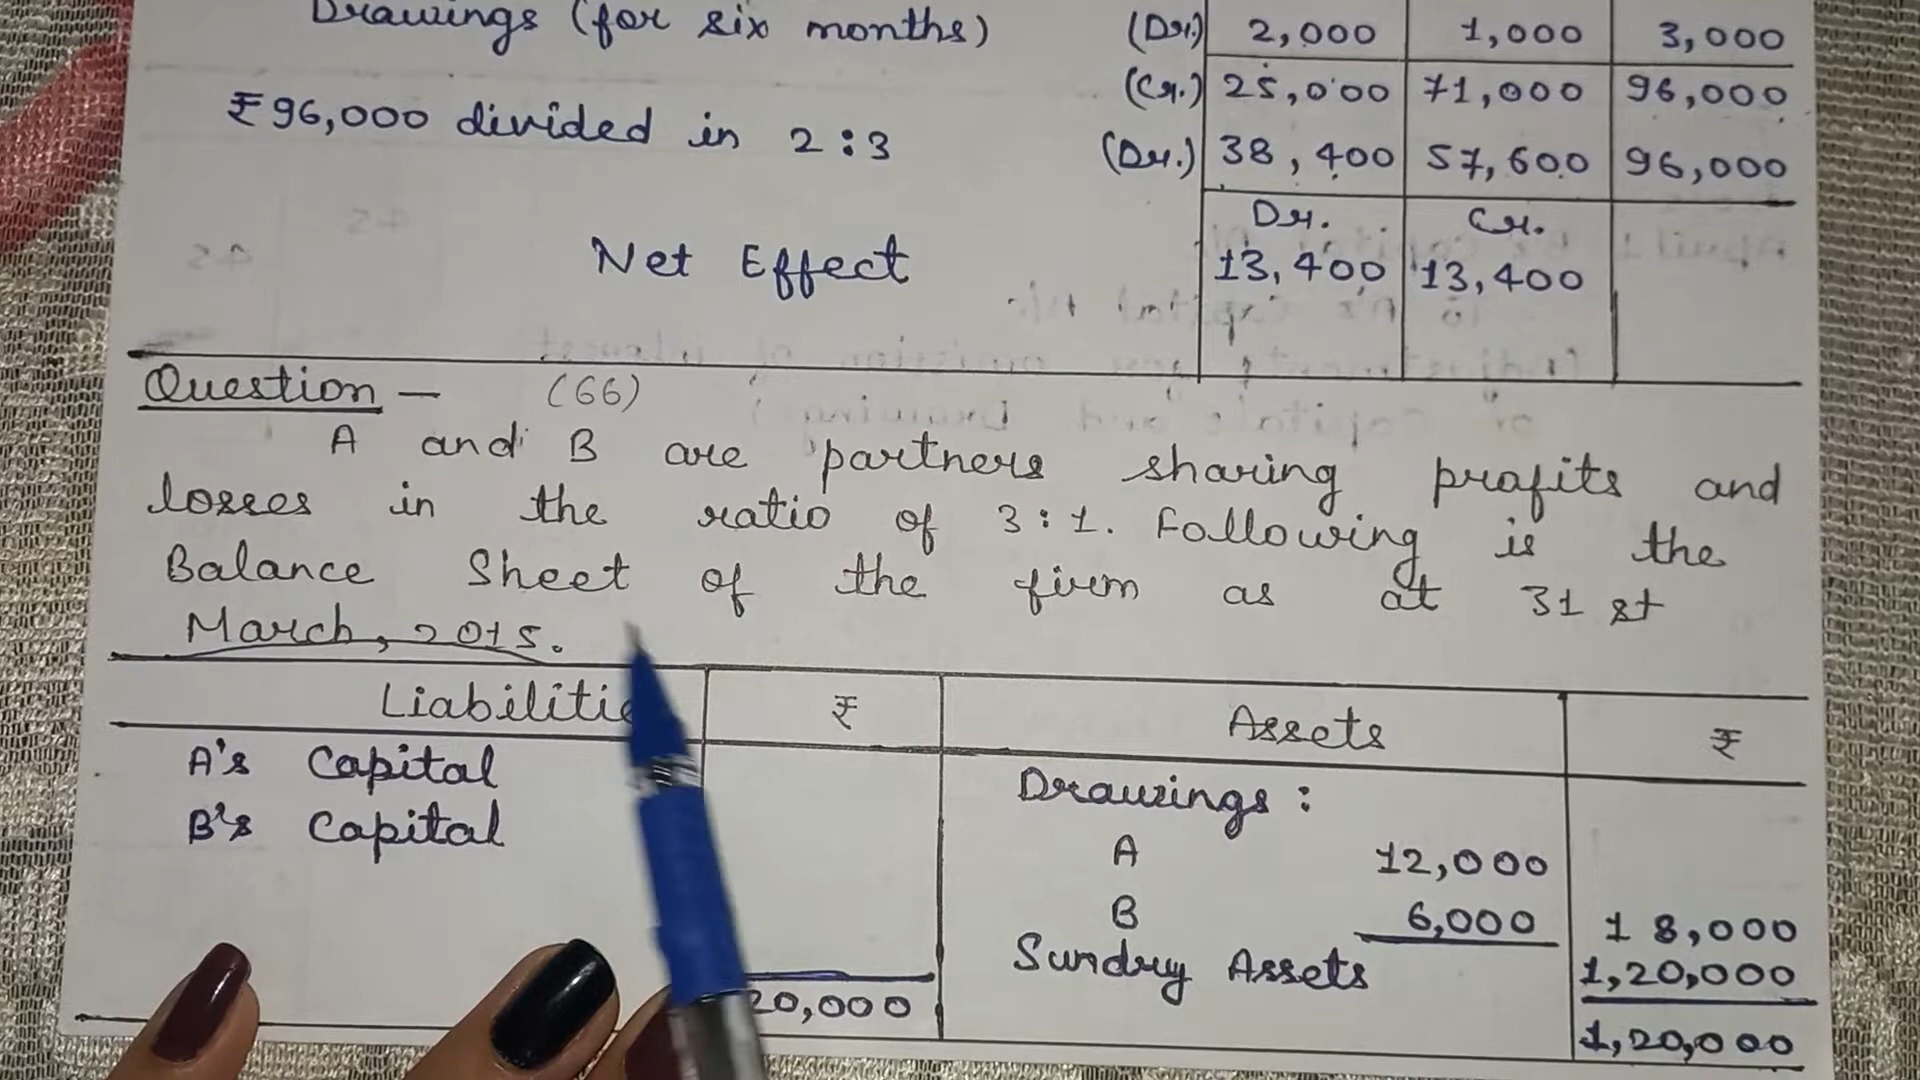 Drawings (for six months) (Dr.) 2,000 1,000 3,000
(Cr.) 25,000 71,000 96,000
₹96,000 divided in 2:3 (Dr.) 38,400 57,600 96,000
Dr. Cr.
Net Effect 13,400 13,400
Question - (66)
A and B are partners sharing profits and
losses in the ratio of 3:1. Following is the
Balance Sheet of the firm as at 31st
March, 2015.
₹ Assets ₹
A's Capital Drawings:
B's Capital
A 12,000
B 6,000 18,000
Sundry Assets 1,20,000
20,000 1,20,000